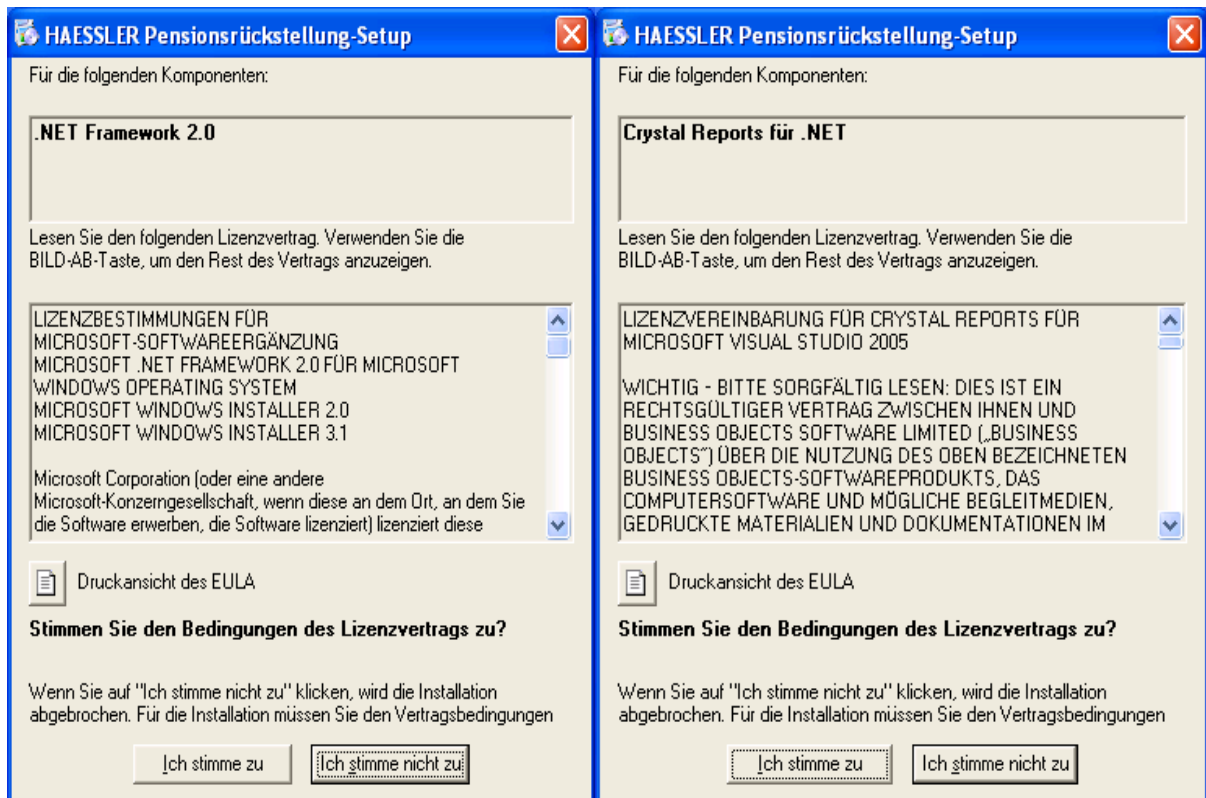 HAESSLER Pensionsrückstellung-Setup
Für die folgenden Komponenten:
.NET Framework 2.0
Lesen Sie den folgenden Lizenzvertrag. Verwenden Sie die
BILD-AB-Taste, um den Rest des Vertrags anzuzeigen.
LIZENZBESTIMMUNGEN FÜR
MICROSOFT-SOFTWAREERGÄNZUNG
MICROSOFT .NET FRAMEWORK 2.0 FÜR MICROSOFT
WINDOWS OPERATING SYSTEM
MICROSOFT WINDOWS INSTALLER 2.0
MICROSOFT WINDOWS INSTALLER 3.1
Microsoft Corporation (oder eine andere
Microsoft-Konzerngesellschaft, wenn diese an dem Ort, an dem Sie
die Software erwerben, die Software lizenziert) lizenziert diese
Druckansicht des EULA
Stimmen Sie den Bedingungen des Lizenzvertrags zu?
Wenn Sie auf "Ich stimme nicht zu" klicken, wird die Installation
abgebrochen. Für die Installation müssen Sie den Vertragsbedingungen
Ich stimme zu
Ich stimme nicht zu
HAESSLER Pensionsrückstellung-Setup
Für die folgenden Komponenten:
Crystal Reports für .NET
Lesen Sie den folgenden Lizenzvertrag. Verwenden Sie die
BILD-AB-Taste, um den Rest des Vertrags anzuzeigen.
LIZENZVEREINBARUNG FÜR CRYSTAL REPORTS FÜR
MICROSOFT VISUAL STUDIO 2005
WICHTIG - BITTE SORGFÄLTIG LESEN: DIES IST EIN
RECHTSGÜLTIGER VERTRAG ZWISCHEN IHNEN UND
BUSINESS OBJECTS SOFTWARE LIMITED („BUSINESS
OBJECTS“) ÜBER DIE NUTZUNG DES OBEN BEZEICHNETEN
BUSINESS OBJECTS-SOFTWAREPRODUKTS, DAS
COMPUTERSOFTWARE UND MÖGLICHE BEGLEITMEDIEN,
GEDRUCKTE MATERIALIEN UND DOKUMENTATIONEN IM
Druckansicht des EULA
Stimmen Sie den Bedingungen des Lizenzvertrags zu?
Wenn Sie auf "Ich stimme nicht zu" klicken, wird die Installation
abgebrochen. Für die Installation müssen Sie den Vertragsbedingungen
Ich stimme zu
Ich stimme nicht zu